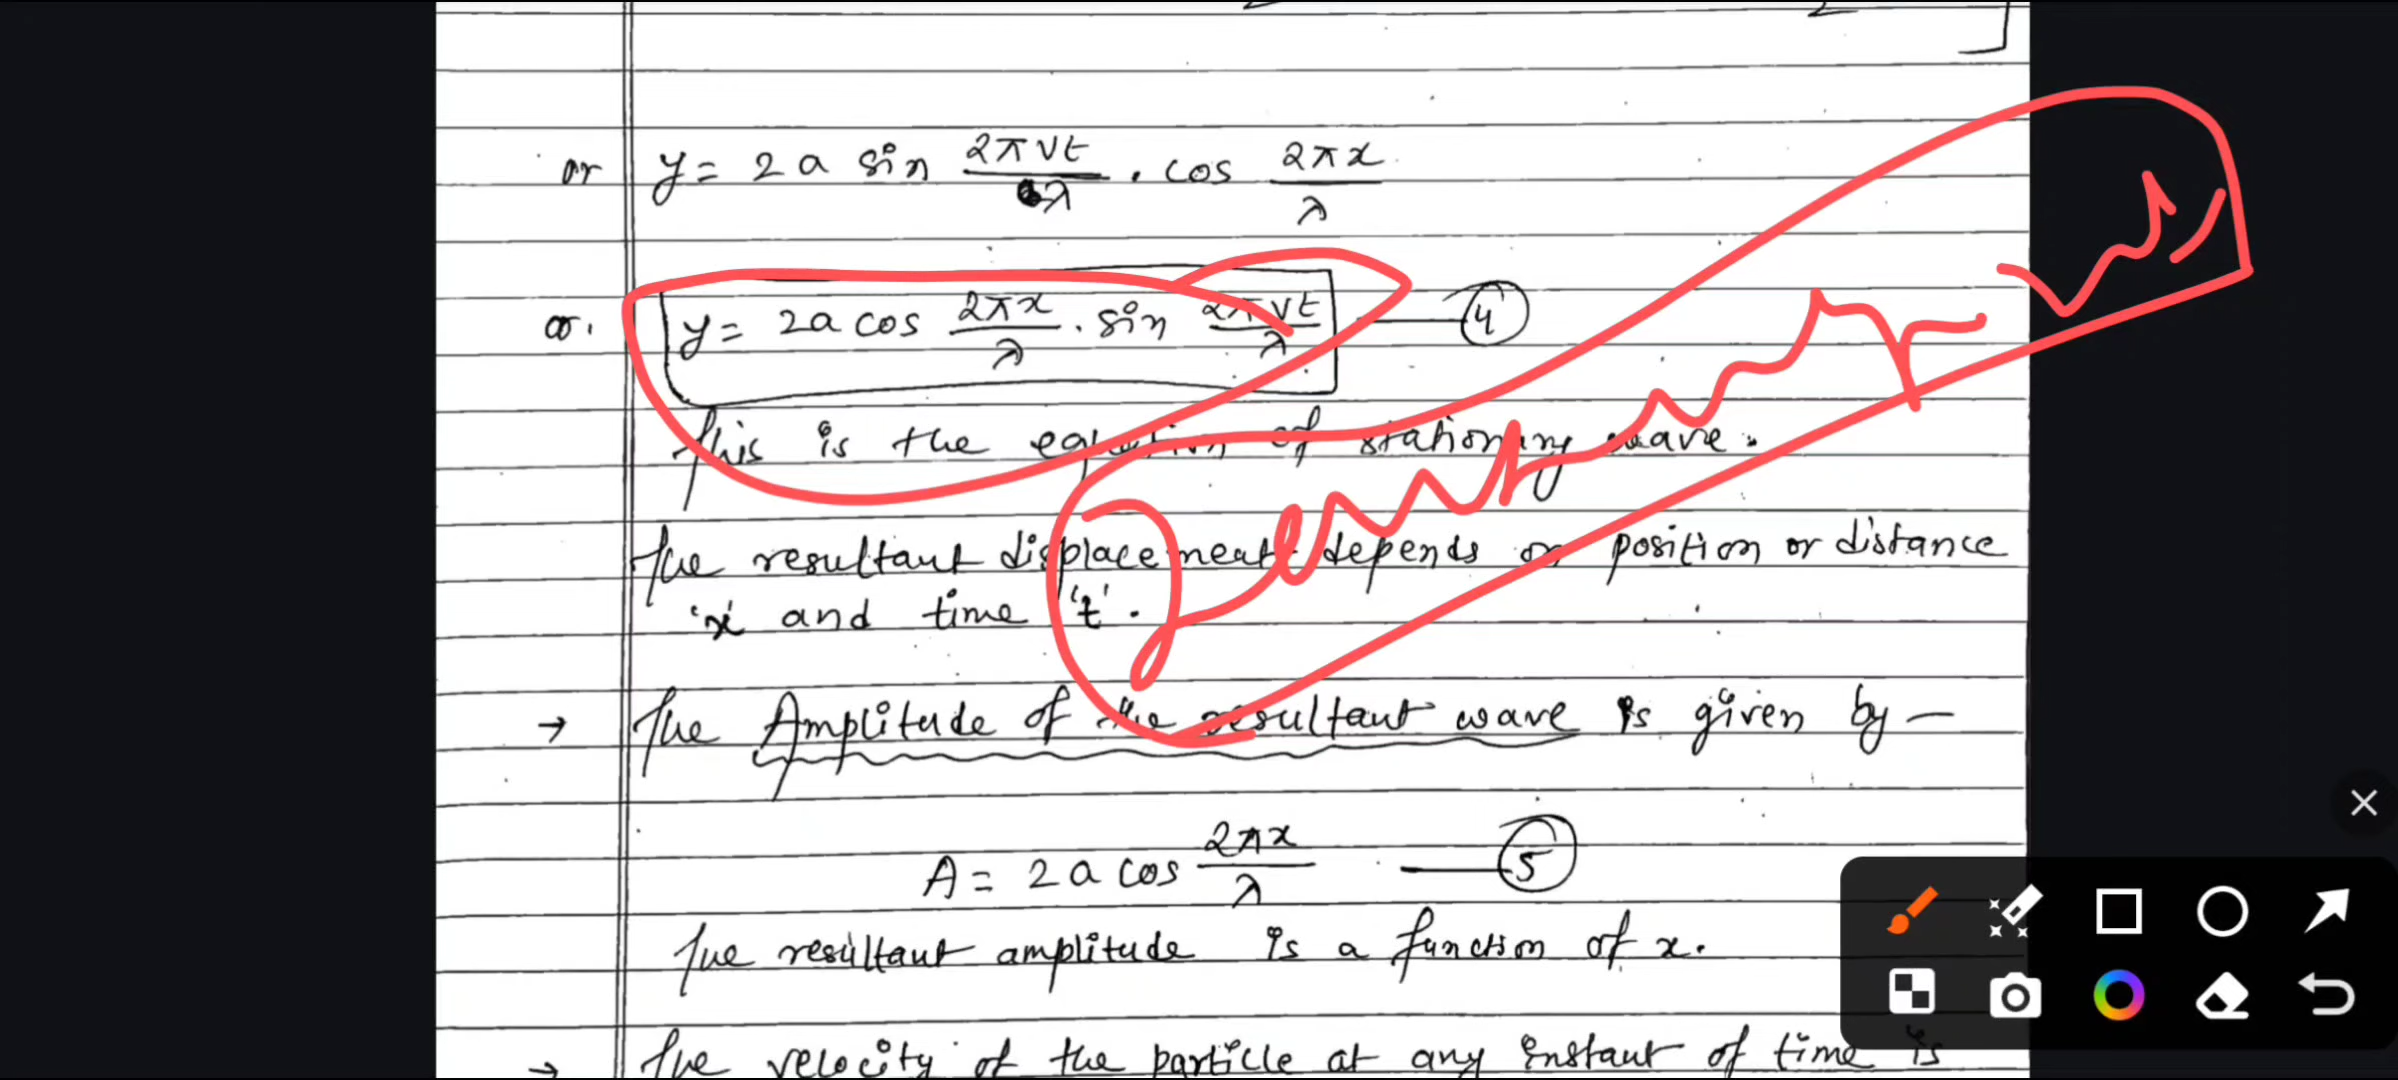 or y = 2 a sin 2πvt/λ . cos 2πx/λ
or. y = 2a cos 2πx/λ . sin 2πvt/λ — 4
This is the equation of stationary wave.
The resultant displacement depends on position or distance
'x' and time 't'.
→ The Amplitude of the resultant wave is given by —
A = 2 a cos 2πx/λ — 5
The resultant amplitude is a function of x.
→ The velocity of the particle at any instant of time is